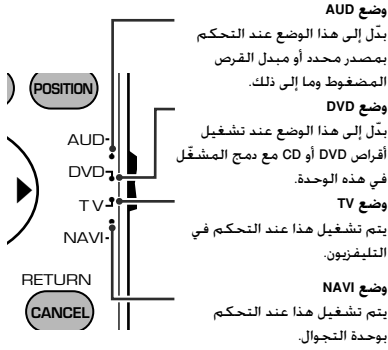 وضع AUD
بدّل إلى هذا الوضع عند التحكم
بمصدر محدد أو مبدل القرص
المضغوط وما إلى ذلك.
وضع DVD
بدّل إلى هذا الوضع عند تشغيل
أقراص DVD أو CD مع دمج المشغّل
في هذه الوحدة.
وضع TV
يتم تشغيل هذا عند التحكم في
التليفزيون.
وضع NAVI
يتم تشغيل هذا عند التحكم
بوحدة التجوال.
POSITION
AUD
DVD
TV
NAVI
RETURN
CANCEL